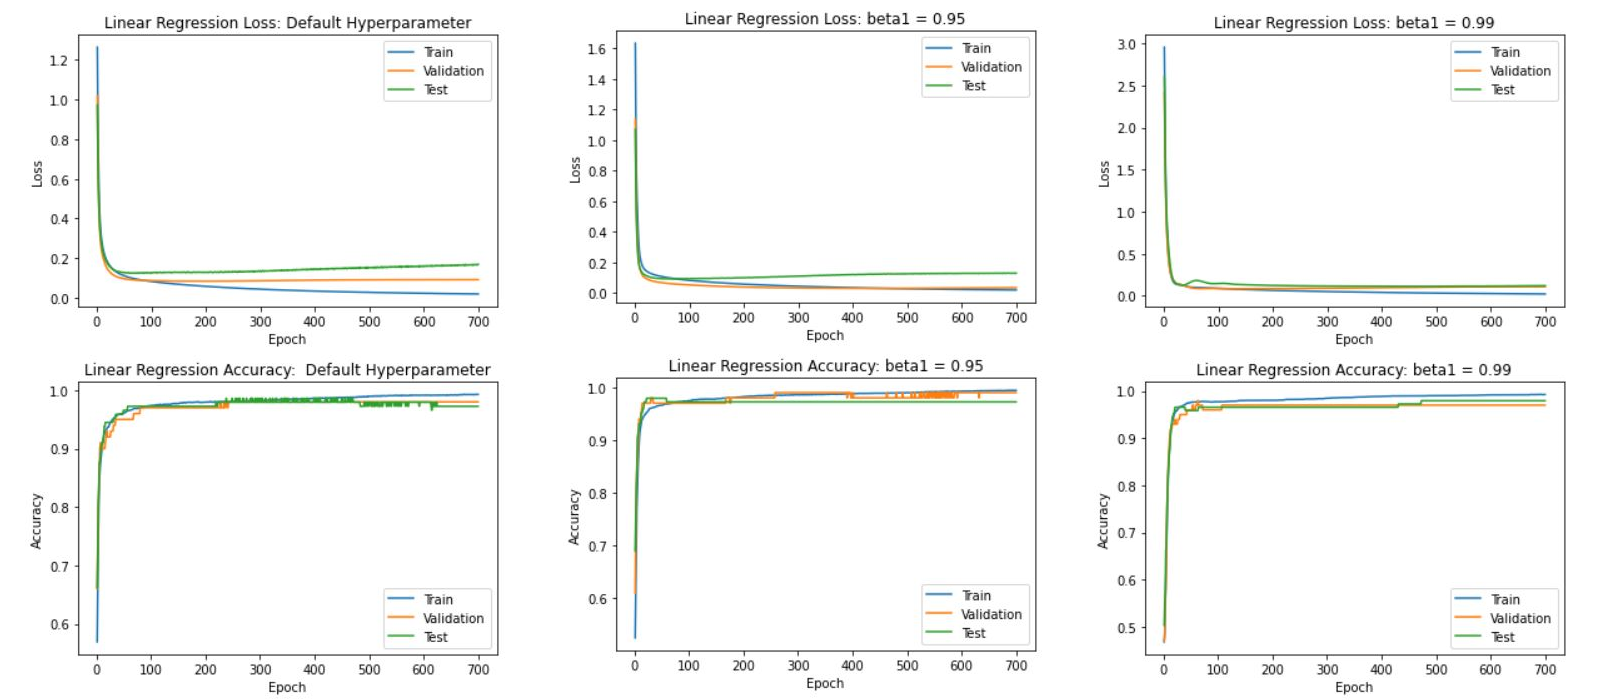 Linear Regression Loss: Default Hyperparameter
Train
Validation
Test
Loss
1.2
1.0
0.8
0.6
0.4
0.2
0.0
0 100 200 300 400 500 600 700
Epoch
Linear Regression Loss: beta1 = 0.95
Train
Validation
Test
Loss
1.6
1.4
1.2
1.0
0.8
0.6
0.4
0.2
0.0
0 100 200 300 400 500 600 700
Epoch
Linear Regression Loss: beta1 = 0.99
Train
Validation
Test
Loss
3.0
2.5
2.0
1.5
1.0
0.5
0.0
0 100 200 300 400 500 600 700
Epoch
Linear Regression Accuracy:  Default Hyperparameter
Accuracy
1.0
0.9
0.8
0.7
0.6
Train
Validation
Test
0 100 200 300 400 500 600 700
Epoch
Linear Regression Accuracy: beta1 = 0.95
Accuracy
1.0
0.9
0.8
0.7
0.6
Train
Validation
Test
0 100 200 300 400 500 600 700
Epoch
Linear Regression Accuracy: beta1 = 0.99
Accuracy
1.0
0.9
0.8
0.7
0.6
0.5
Train
Validation
Test
0 100 200 300 400 500 600 700
Epoch